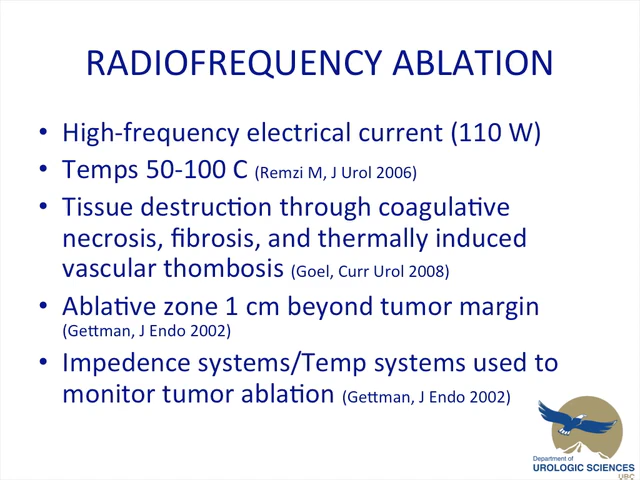 RADIOFREQUENCY ABLATION
• High-frequency electrical current (110 W)
• Temps 50-100 C (Remzi M, J Urol 2006)
• Tissue destruction through coagulative
necrosis, fibrosis, and thermally induced
vascular thombosis (Goel, Curr Urol 2008)
• Ablative zone 1 cm beyond tumor margin
(Gettman, J Endo 2002)
• Impedence systems/Temp systems used to
monitor tumor ablation (Gettman, J Endo 2002)
Department of
UROLOGIC SCIENCES
UBC